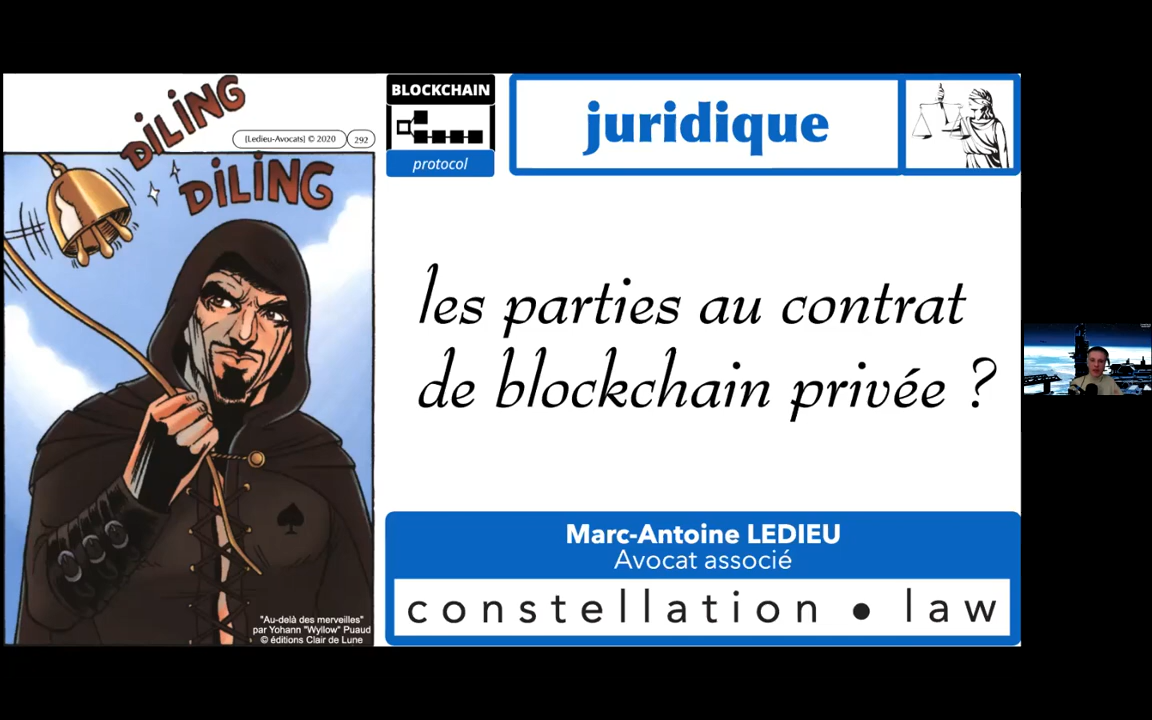 DILING
DILING
[Ledieu-Avocats] © 2020
292
"Au-delà des merveilles"
par Yohann "Wyllow" Puaud
© éditions Clair de Lune
BLOCKCHAIN
protocol
juridique
les parties au contrat
de blockchain privée ?
Marc-Antoine LEDIEU
Avocat associé
constellation • law